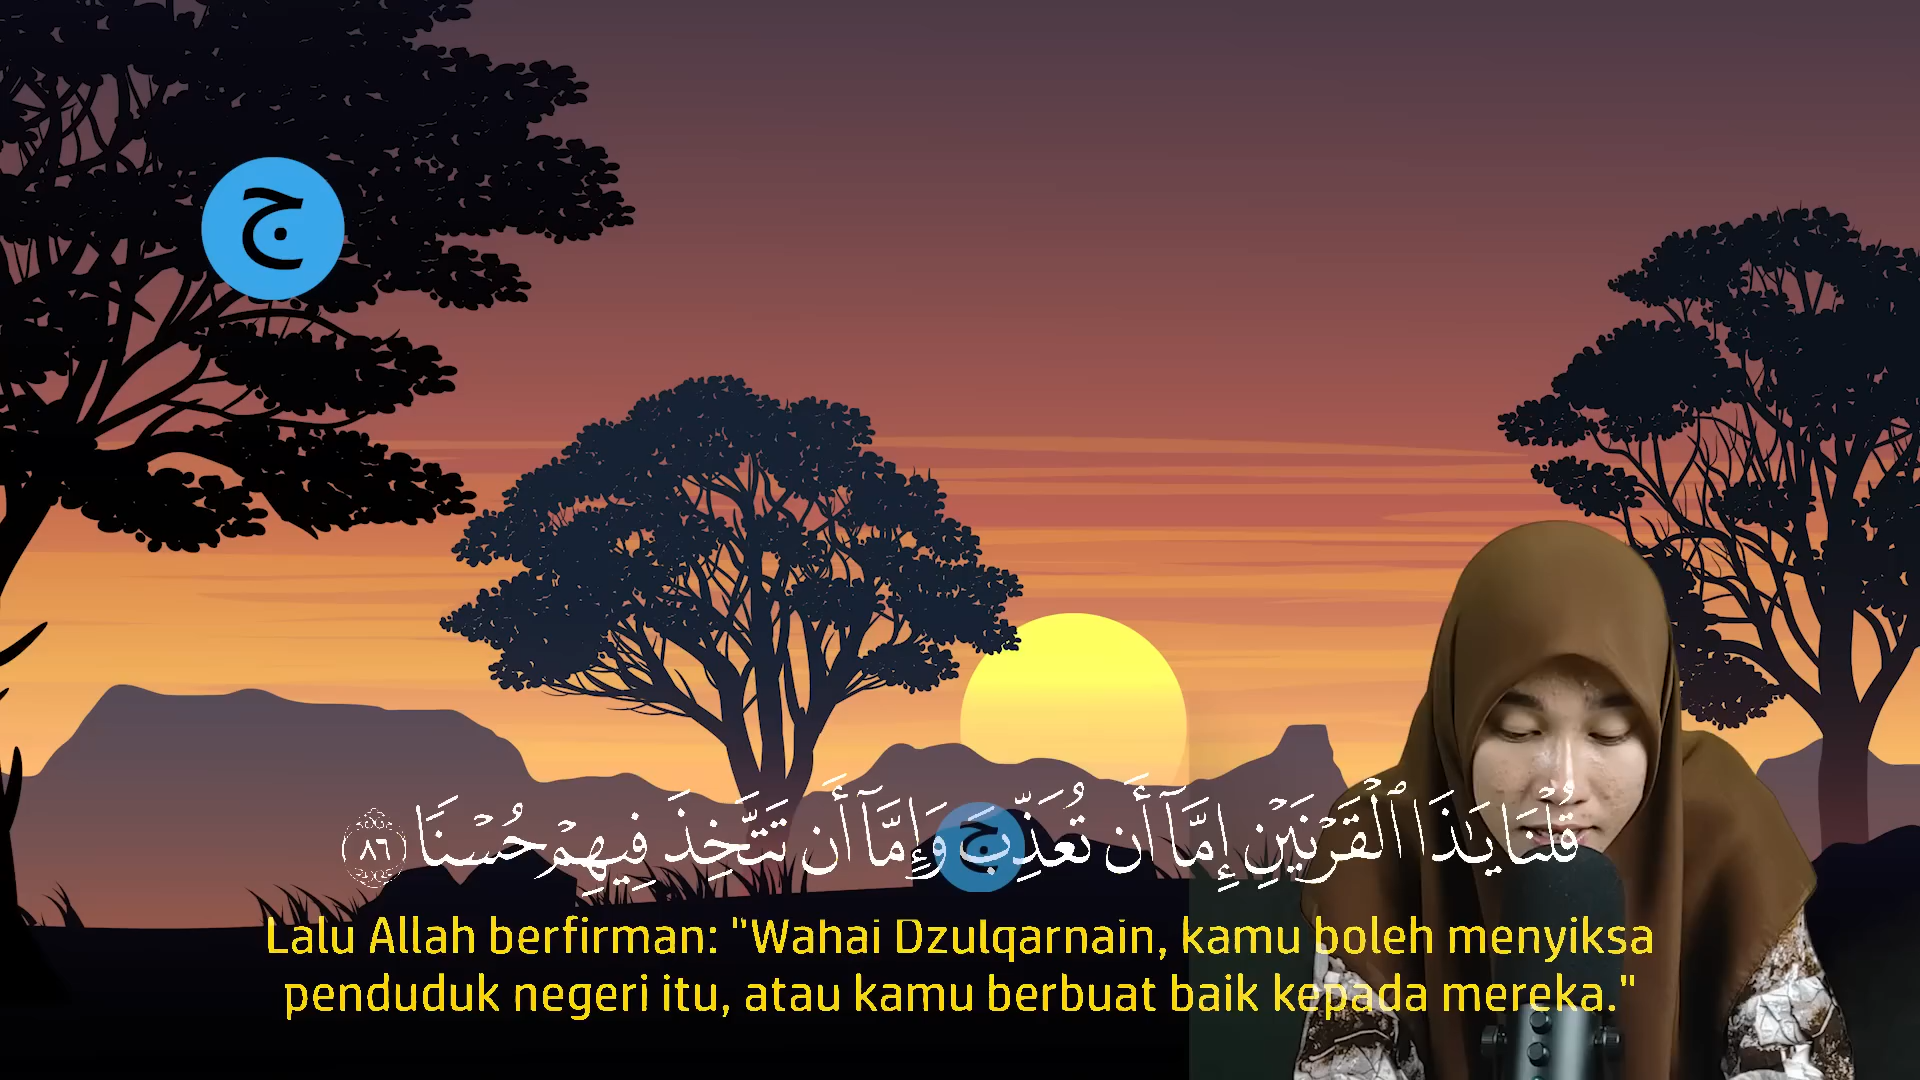 ج
قُلْنَا يَـٰذَا ٱلْقَرْنَيْنِ إِمَّآ أَن تُعَذِّبَ وَإِمَّآ أَن تَتَّخِذَ فِيهِمْ حُسْنًا ٨٦
ج
Lalu Allah berfirman: "Wahai Dzulqarnain, kamu boleh menyiksa
penduduk negeri itu, atau kamu berbuat baik kepada mereka."